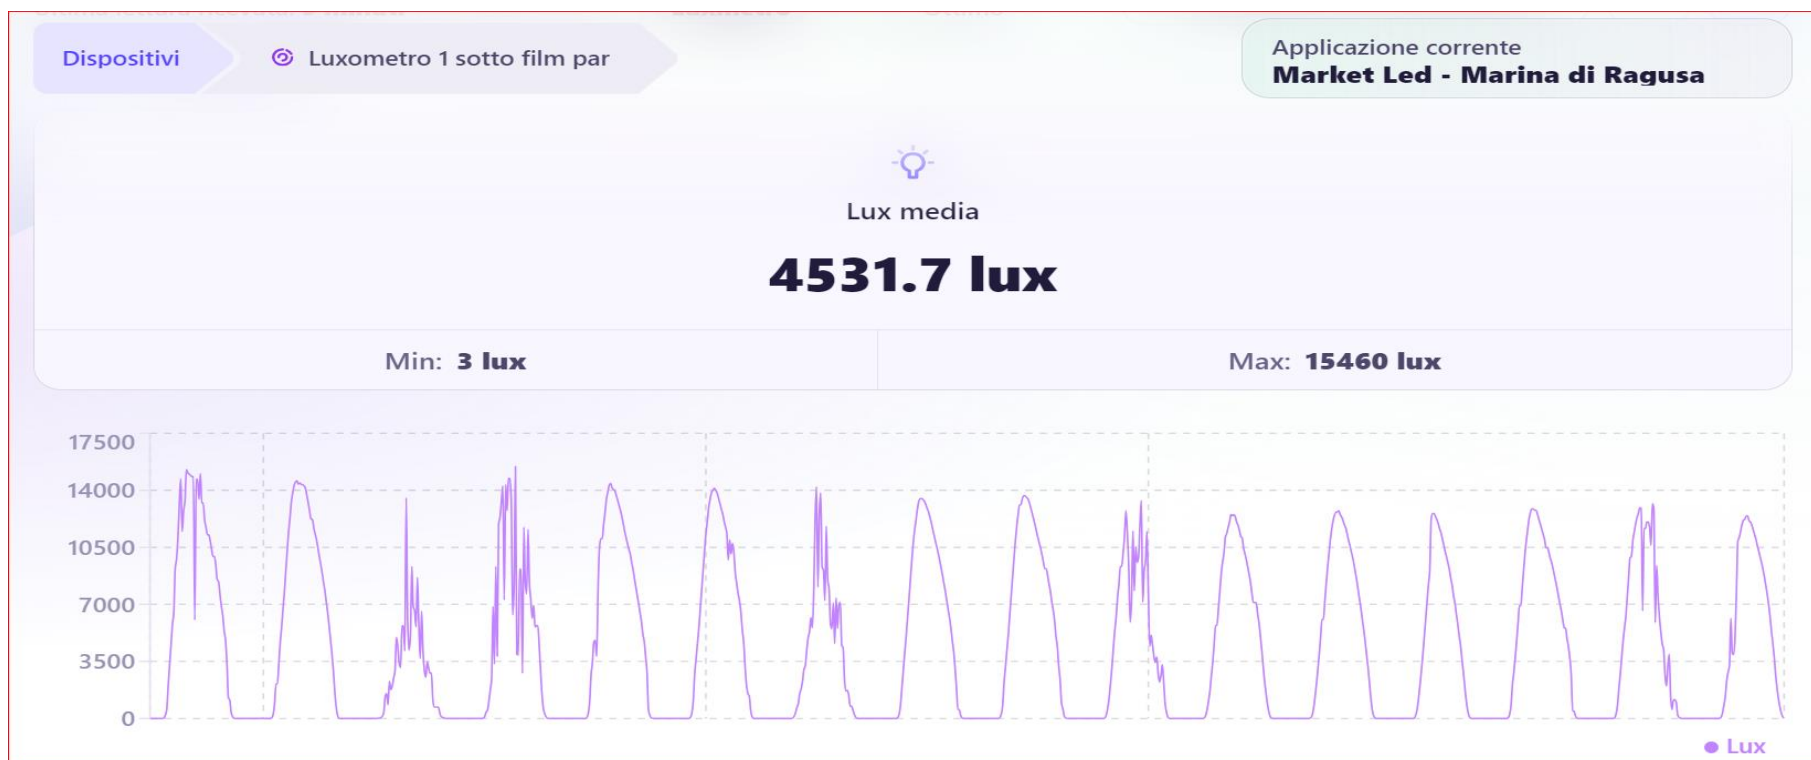 Dispositivi
Luxometro 1 sotto film par
Applicazione corrente
Market Led - Marina di Ragusa
Lux media
4531.7 lux
Min: 3 lux
Max: 15460 lux
17500
14000
10500
7000
3500
0
Lux